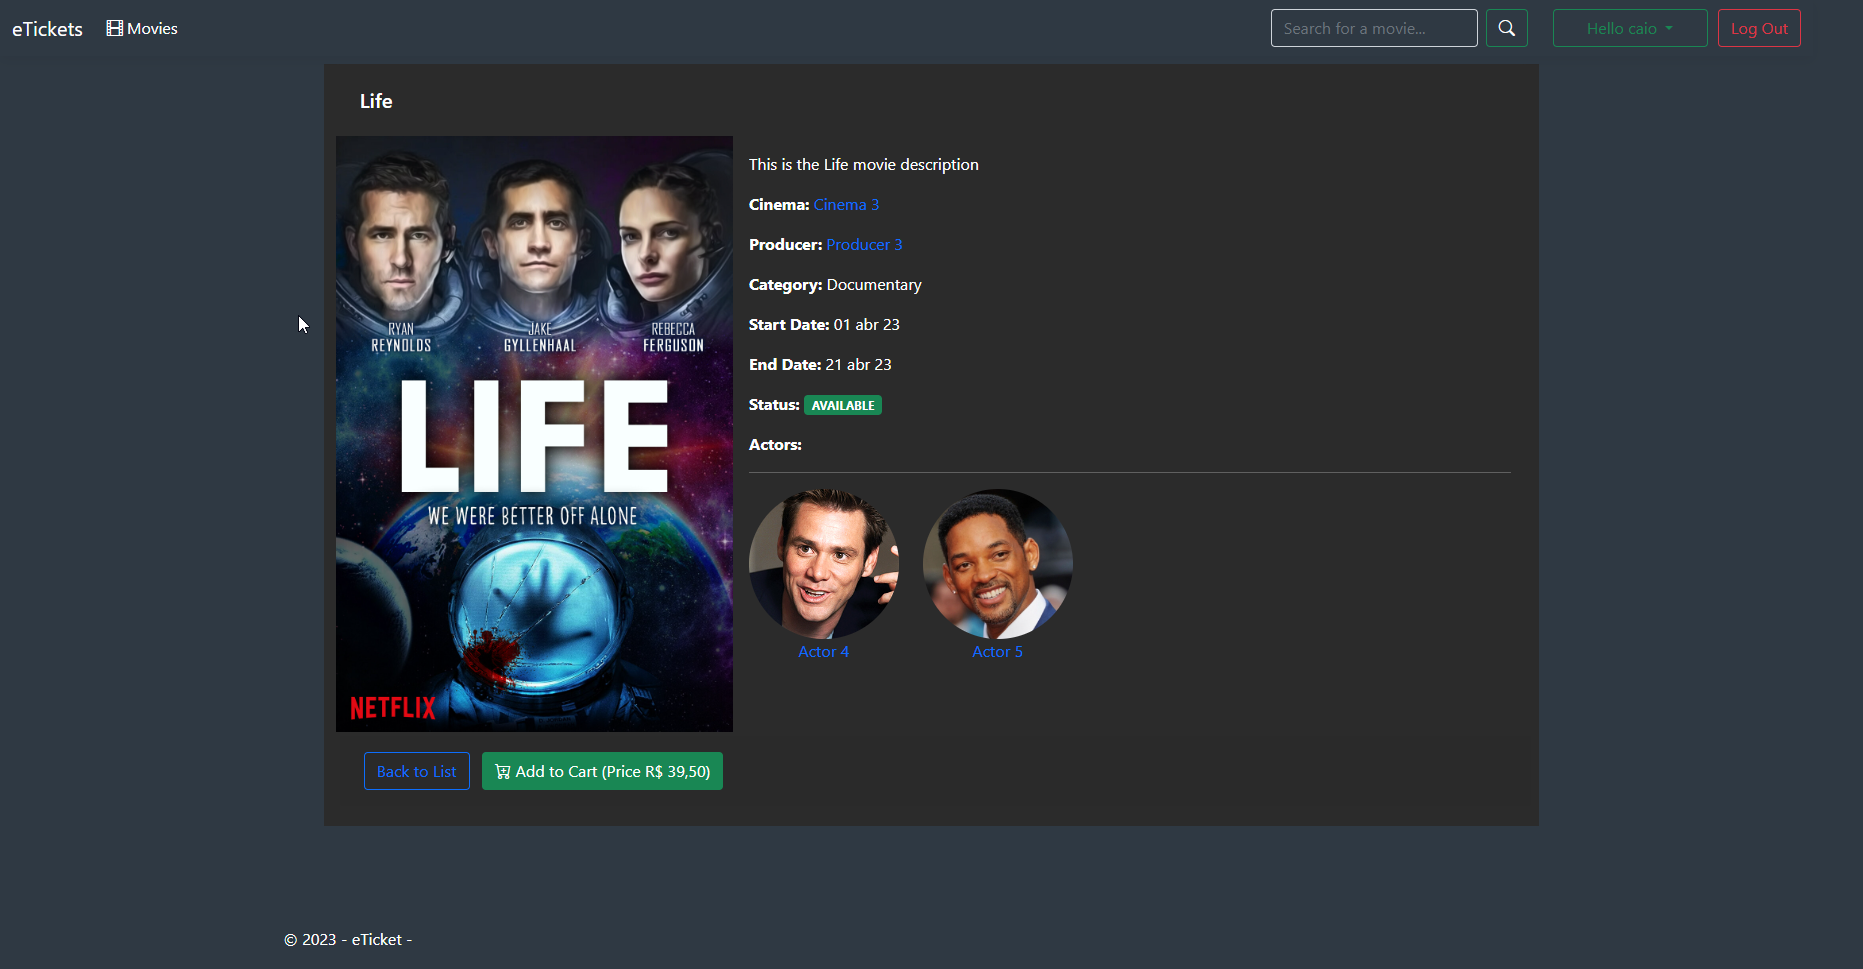 eTickets Movies Search for a movie... Hello caio Log Out
Life
RYAN REYNOLDS
JAKE GYLLENHAAL
REBECCA FERGUSON
LIFE
WE WERE BETTER OFF ALONE
NETFLIX
This is the Life movie description
Cinema: Cinema 3
Producer: Producer 3
Category: Documentary
Start Date: 01 abr 23
End Date: 21 abr 23
Status: AVAILABLE
Actors:
Actor 4 Actor 5
Back to List Add to Cart (Price R$ 39,50)
© 2023 - eTicket -